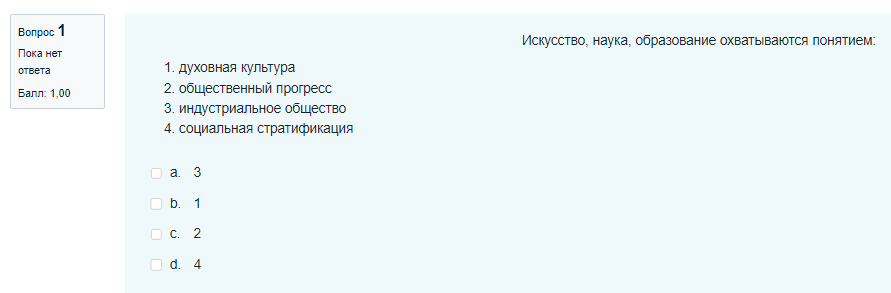 Вопрос 1
Пока нет
ответа
Балл: 1,00
Искусство, наука, образование охватываются понятием:
1. духовная культура
2. общественный прогресс
3. индустриальное общество
4. социальная стратификация
a. 3
b. 1
c. 2
d. 4